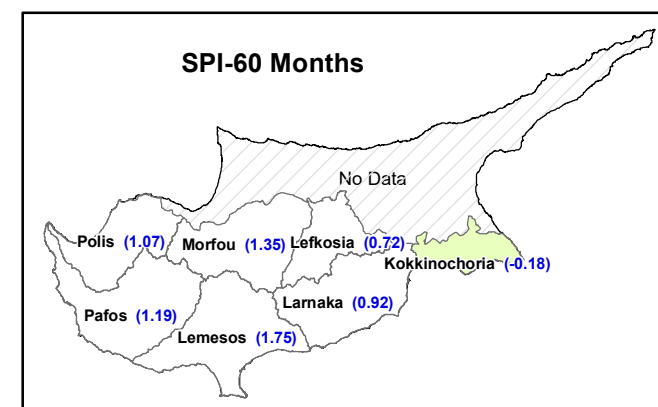 SPI-60 Months
No Data
Polis (1.07)
Morfou (1.35)
Lefkosia (0.72)
Kokkinochoria (-0.18)
Pafos (1.19)
Larnaka (0.92)
Lemesos (1.75)